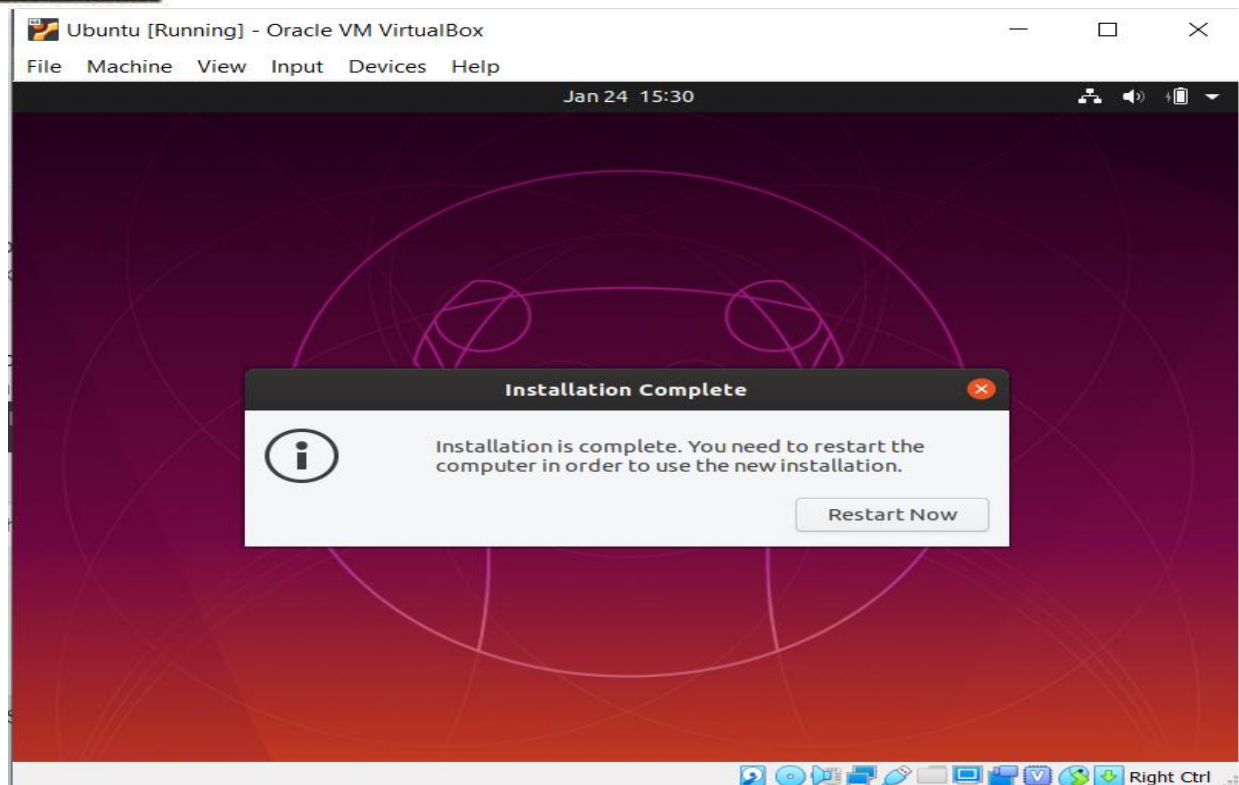 Ubuntu [Running] - Oracle VM VirtualBox
File Machine View Input Devices Help
Jan 24 15:30
Installation Complete
Installation is complete. You need to restart the
computer in order to use the new installation.
Restart Now
Right Ctrl